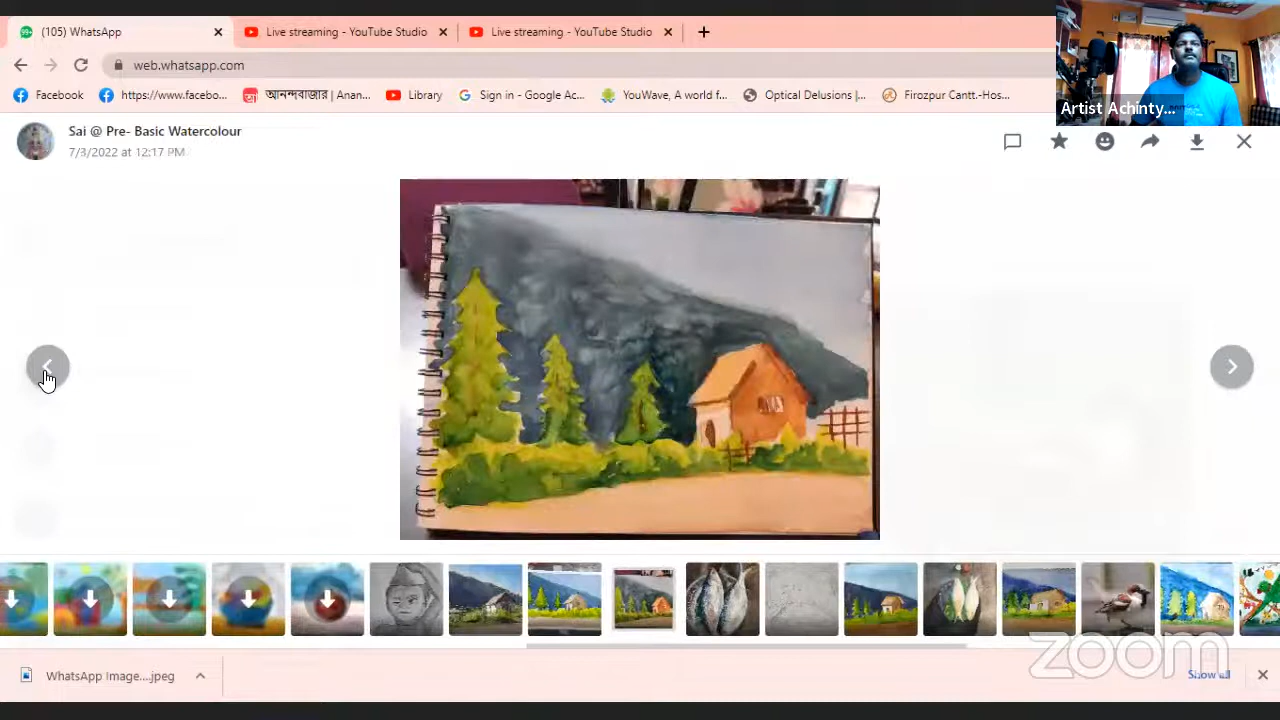 99+ (105) WhatsApp
Live streaming - YouTube Studio
Live streaming - YouTube Studio
web.whatsapp.com
Facebook
https://www.facebo...
আনন্দবাজার | Anan...
Library
Sign in - Google Ac...
YouWave, A world f...
Optical Delusions |...
Firozpur Cantt.-Hos...
Artist Achinty...
Sai @ Pre- Basic Watercolour
7/3/2022 at 12:17 PM
WhatsApp Image....jpeg
Show all
zoom